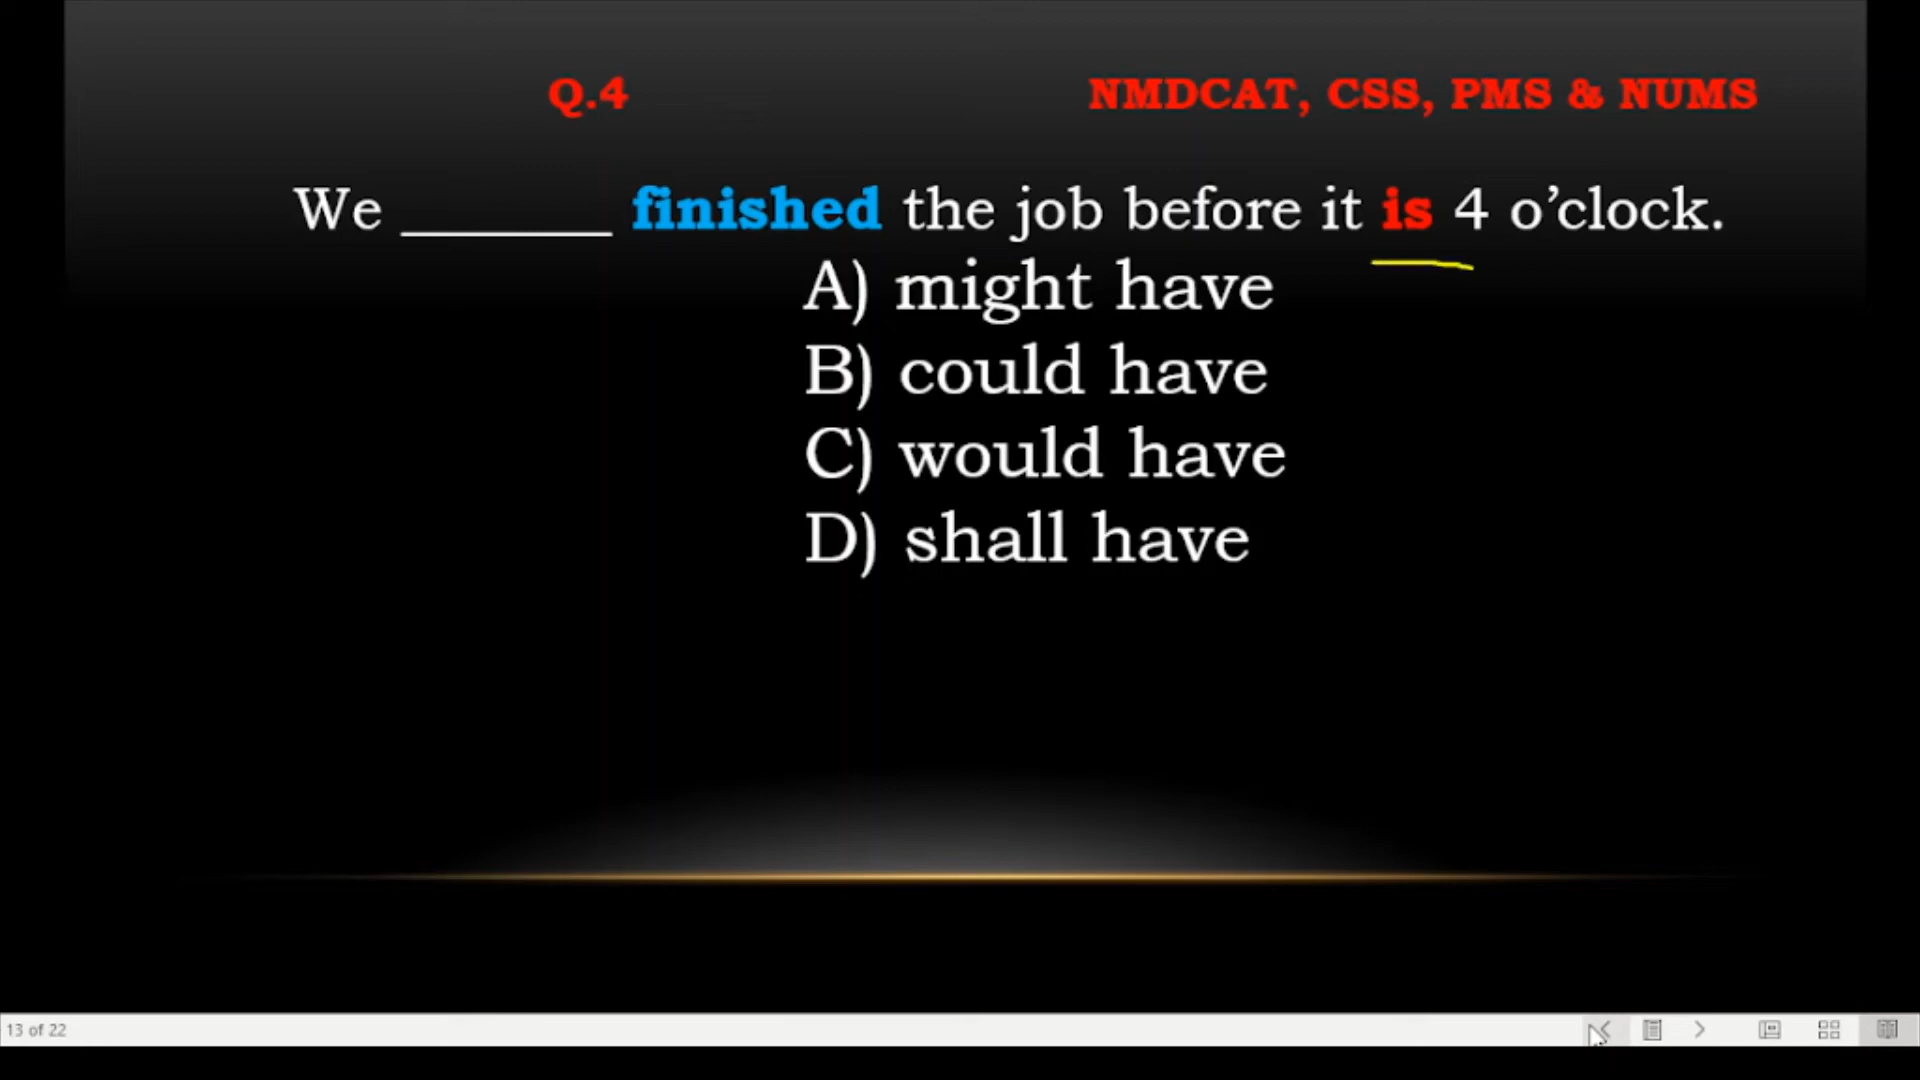 Q.4 NMDCAT, CSS, PMS & NUMS
We _______ finished the job before it is 4 o’clock.
A) might have
B) could have
C) would have
D) shall have
13 of 22